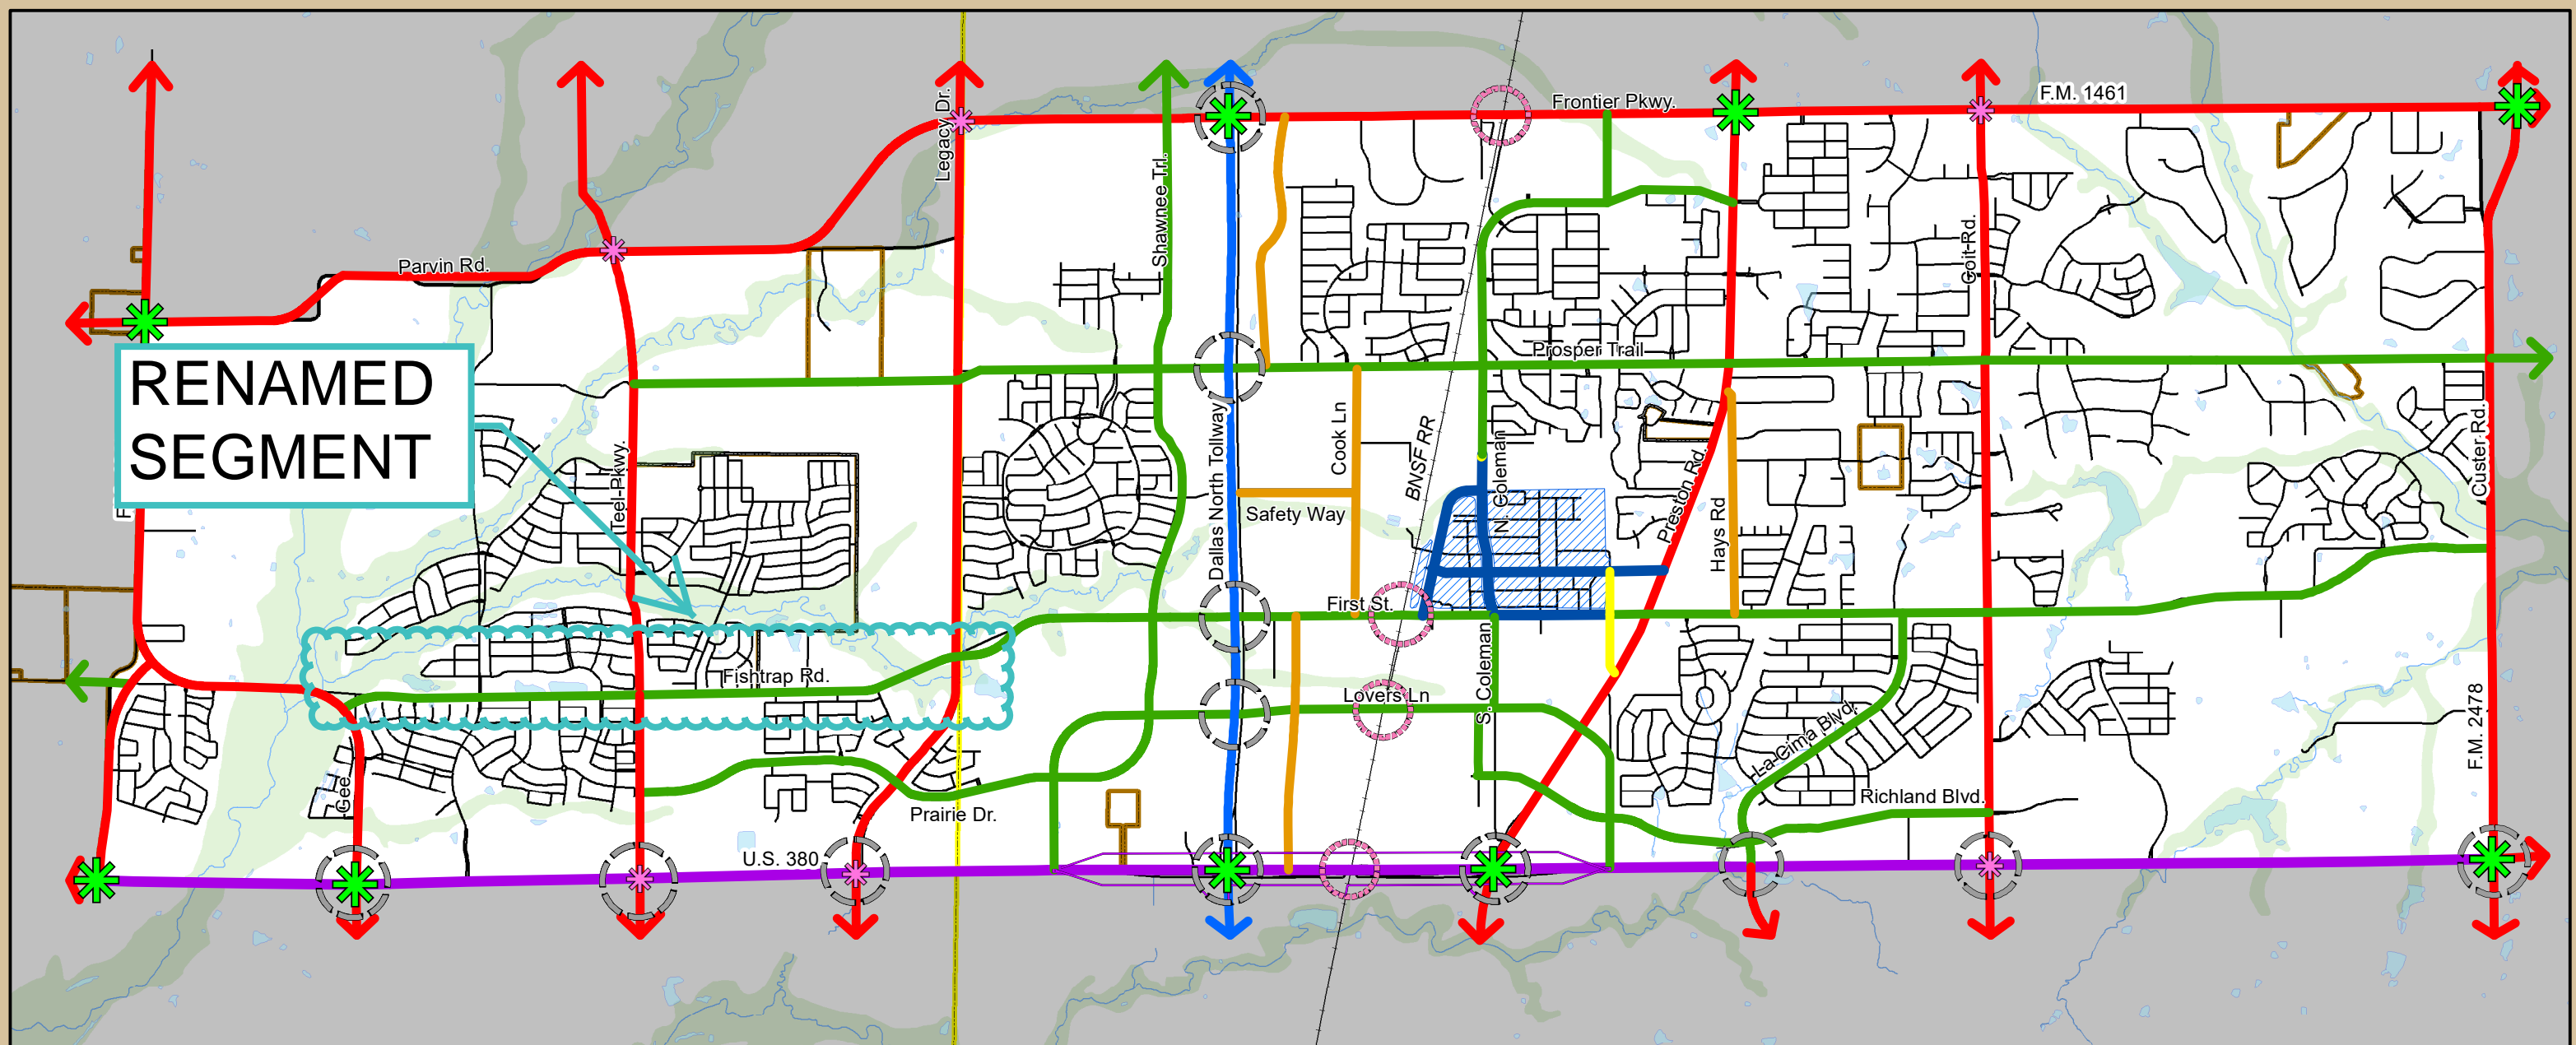 F.M. 1461
Frontier Pkwy.
Legacy Dr.
Shawnee Trl.
Parvin Rd.
Coit Rd.
Prosper Trail
RENAMED
SEGMENT
Teel Pkwy.
Dallas North Tollway
Cook Ln
BNSF RR
N. Coleman
Preston Rd.
Hays Rd
Custer Rd.
Safety Way
First St.
Fishtrap Rd.
Lovers Ln
S. Coleman
La Cima Blvd.
F.M. 2478
Gee
Prairie Dr.
Richland Blvd.
U.S. 380